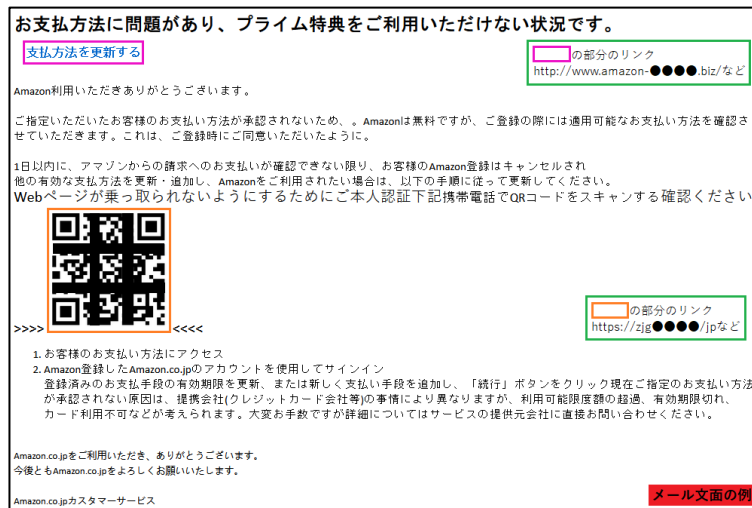 お支払方法に問題があり、プライム特典をご利用いただけない状況です。
支払方法を更新する
の部分のリンク
http://www.amazon-●●●●.biz/など
Amazon利用いただきありがとうございます。
ご指定いただいたお客様のお支払い方法が承認されないため、。Amazonは無料ですが、ご登録の際には適用可能なお支払い方法を確認さ
せていただきます。これは、ご登録時にご同意いただいたように。
1日以内に、アマゾンからの請求へのお支払いが確認できない限り、お客様のAmazon登録はキャンセルされ
他の有効な支払方法を更新・追加し、Amazonをご利用されたい場合は、以下の手順に従って更新してください。
Webページが乗っ取られないようにするためにご本人認証下記携帯電話でQRコードをスキャンする確認ください
>>>> <<<<
の部分のリンク
https://zjg●●●●/jpなど
1. お客様のお支払い方法にアクセス
2. Amazon登録したAmazon.co.jpのアカウントを使用してサインイン
登録済みのお支払手段の有効期限を更新、または新しく支払い手段を追加し、「続行」ボタンをクリック現在ご指定のお支払い方法
が承認されない原因は、提携会社(クレジットカード会社等)の事情により異なりますが、利用可能限度額の超過、有効期限切れ、
カード利用不可などが考えられます。大変お手数ですが詳細についてはサービスの提供元会社に直接お問い合わせください。
Amazon.co.jpをご利用いただき、ありがとうございます。
今後ともAmazon.co.jpをよろしくお願いいたします。
Amazon.co.jpカスタマーサービス
メール文面の例